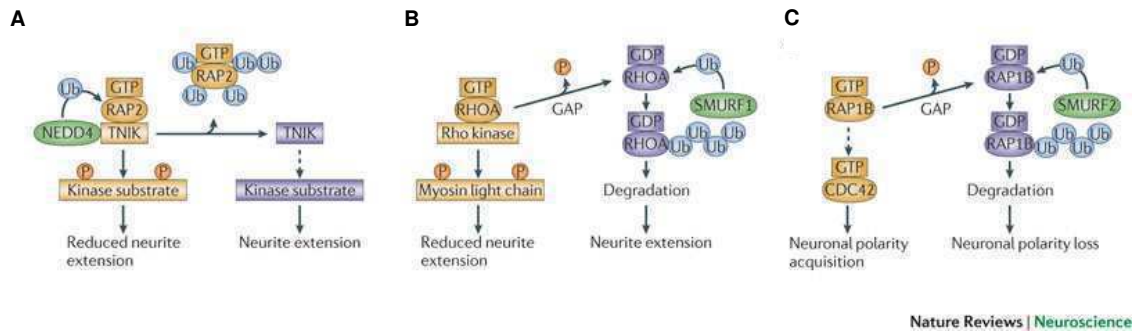 A
GTP
RAP2
Ub
Ub
Ub
Ub
Ub
Ub
GTP
RAP2
NEDD4
TNIK
TNIK
P
P
Kinase substrate
Kinase substrate
Reduced neurite
extension
Neurite extension
B
GTP
RHOA
Rho kinase
P
GAP
GDP
RHOA
Ub
SMURF1
GDP
RHOA
Ub
Ub
Ub
Ub
P
P
Myosin light chain
Degradation
Reduced neurite
extension
Neurite extension
C
GTP
RAP1B
P
GAP
GDP
RAP1B
Ub
SMURF2
GDP
RAP1B
Ub
Ub
Ub
Ub
GTP
CDC42
Degradation
Neuronal polarity
acquisition
Neuronal polarity loss
Nature Reviews | Neuroscience